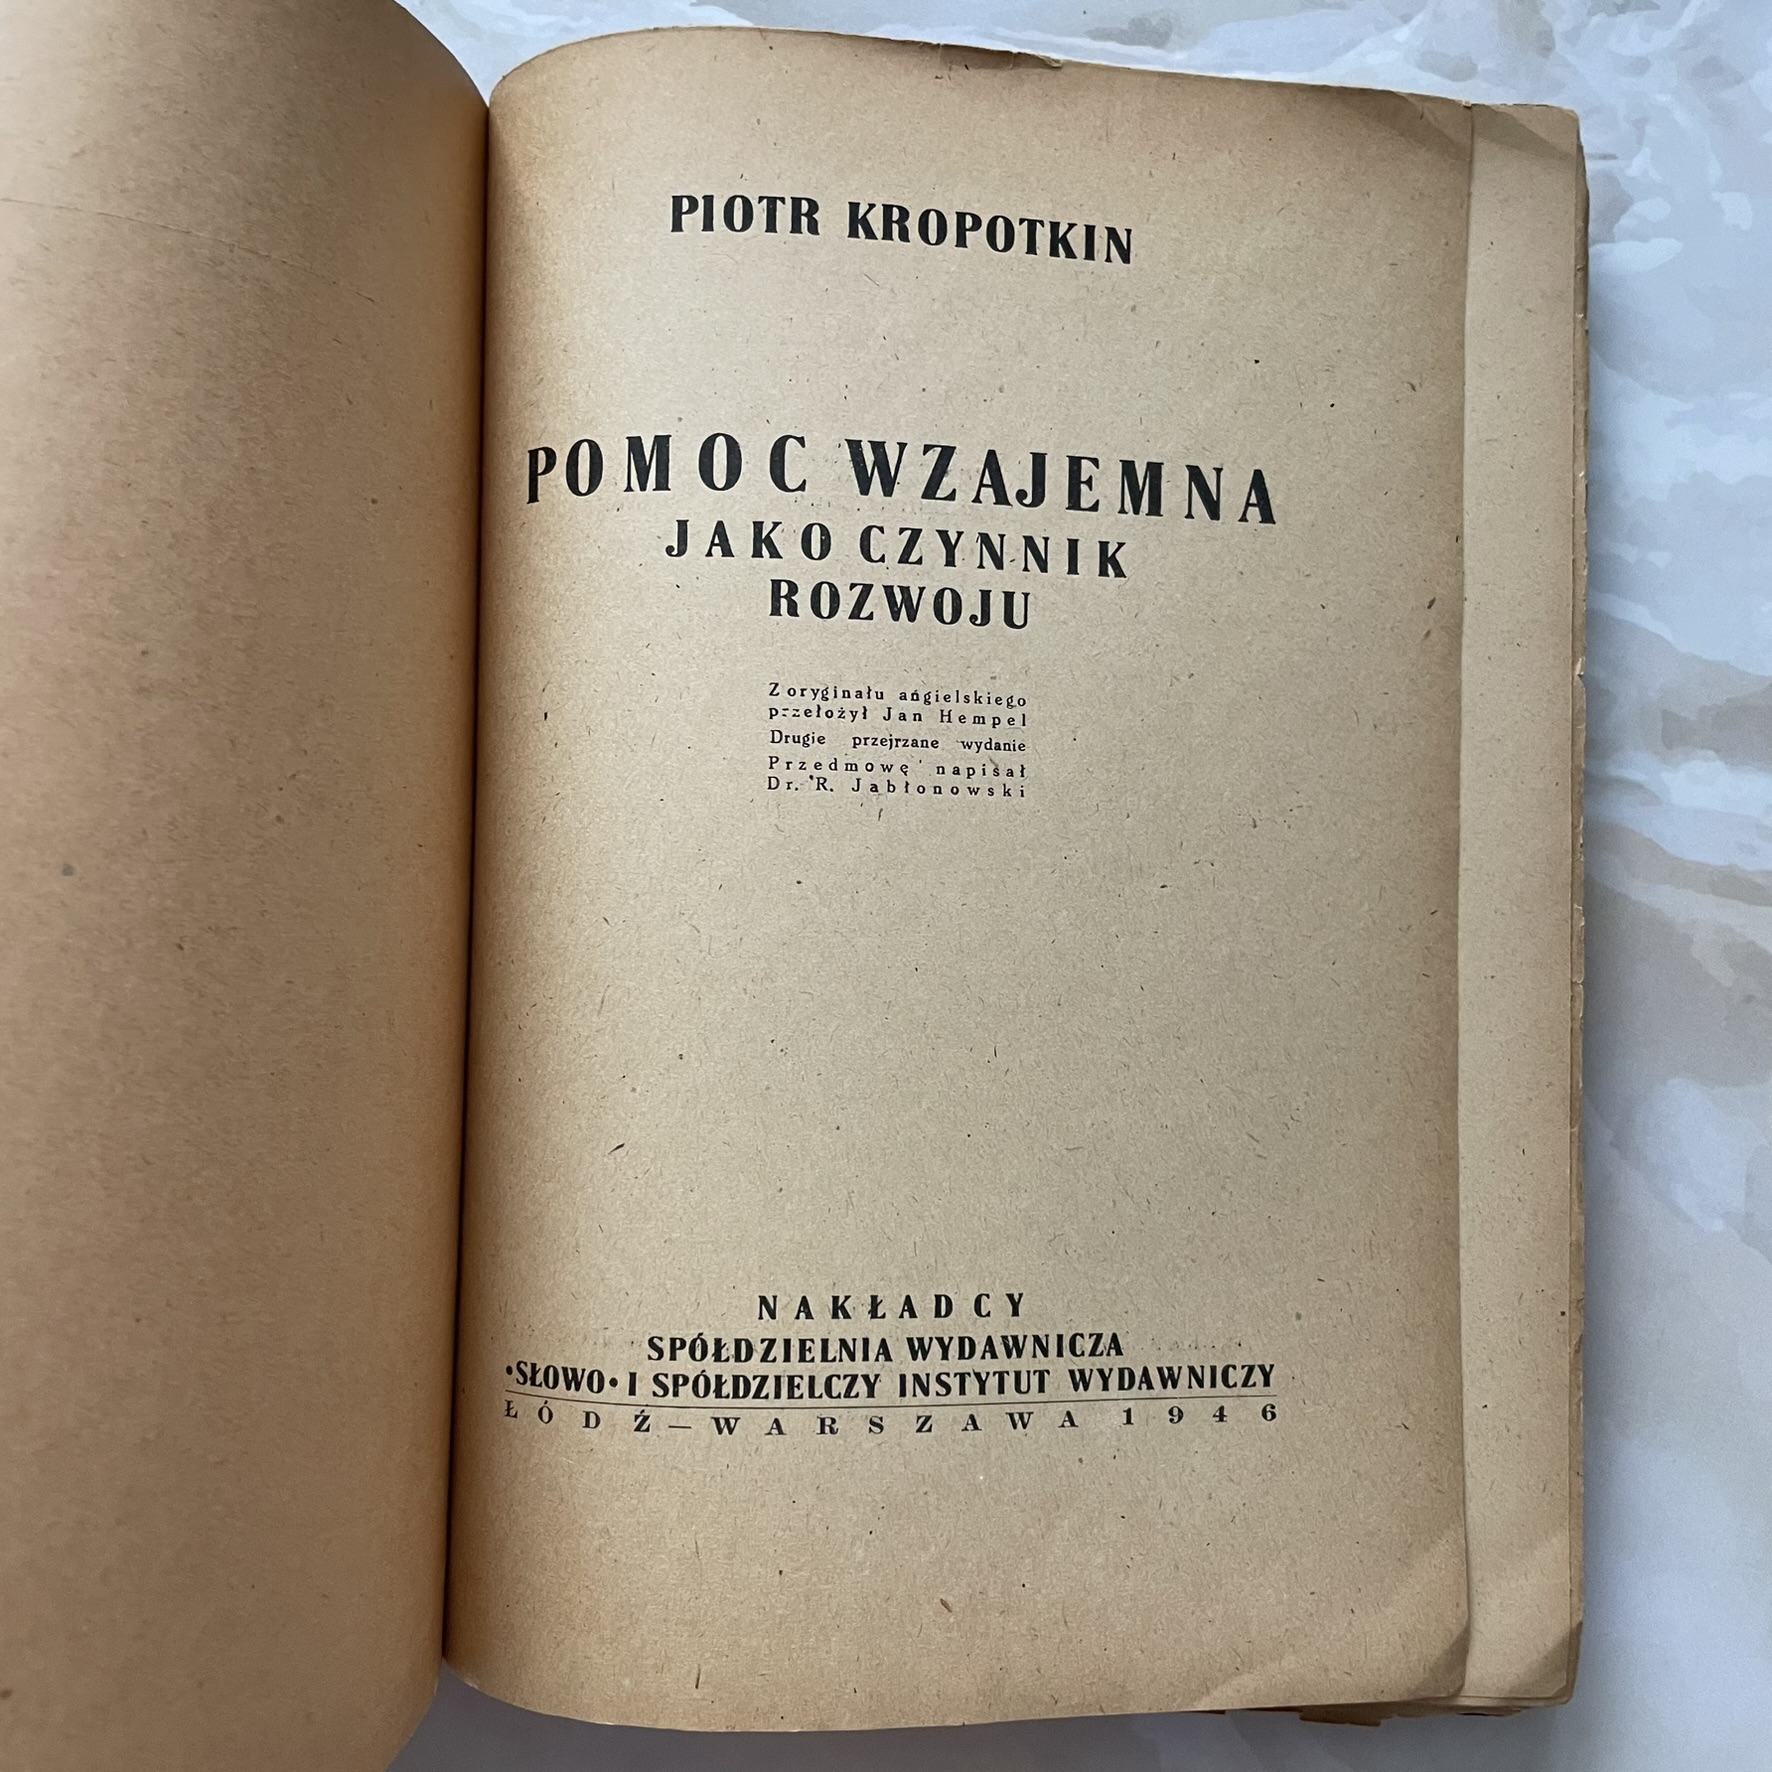 PIOTR KROPOTKIN
POMOC WZAJEMNA
JAKO CZYNNIK
ROZWOJU
Z oryginału angielskiego
przełożył Jan Hempel
Drugie przejrzane wydanie
Przedmowę napisał
Dr. R. Jabłonowski
NAKŁADCY
SPÓŁDZIELNIA WYDAWNICZA
•SŁOWO• I SPÓŁDZIELCZY INSTYTUT WYDAWNICZY
ŁÓDŹ — WARSZAWA 1946